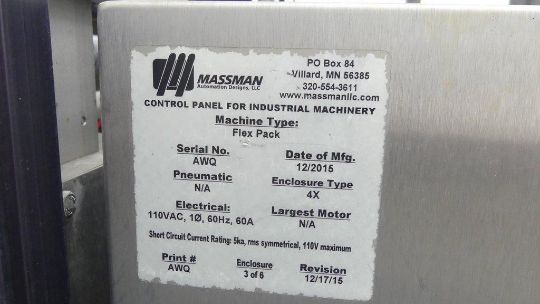 MASSMAN
Automation Designs, LLC
PO Box 84
Villard, MN 56385
320-554-3611
www.massmanllc.com
CONTROL PANEL FOR INDUSTRIAL MACHINERY
Machine Type:
Flex Pack
Serial No.
AWQ
Date of Mfg.
12/2015
Pneumatic
N/A
Enclosure Type
4X
Electrical:
110VAC, 1Ø, 60Hz, 60A
Largest Motor
N/A
Short Circuit Current Rating: 5ka, rms symmetrical, 110V maximum
Print #
AWQ
Enclosure
3 of 6
Revision
12/17/15